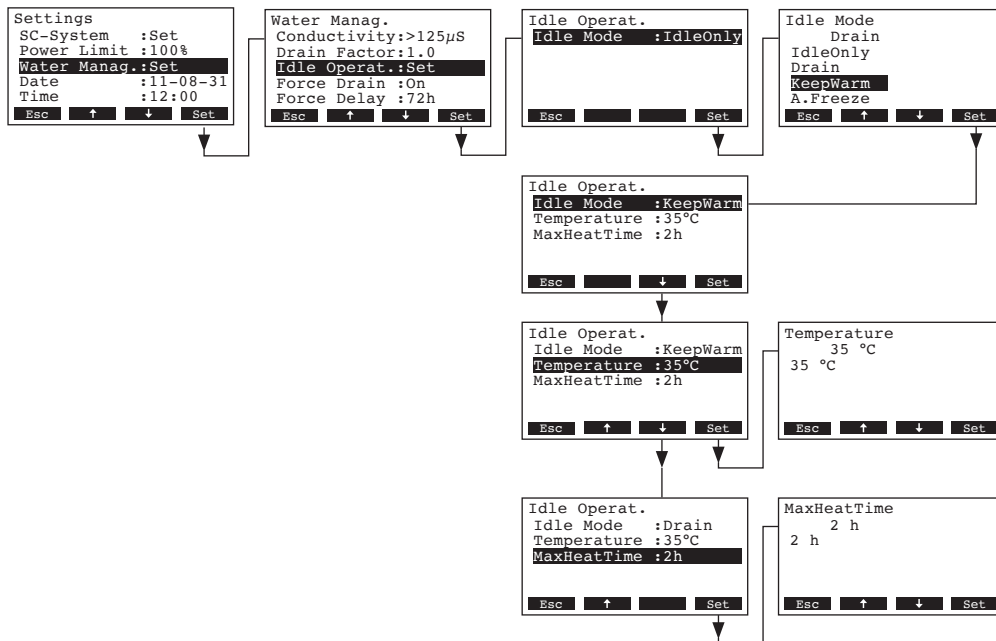 Settings
SC-System :Set
Power Limit :100%
Water Manag.:Set
Date :11-08-31
Time :12:00
Esc ↑ ↓ Set
Water Manag.
Conductivity:>125µS
Drain Factor:1.0
Idle Operat.:Set
Force Drain :On
Force Delay :72h
Esc ↑ ↓ Set
Idle Operat.
Idle Mode :IdleOnly
Esc Set
Idle Mode
Drain
IdleOnly
Drain
KeepWarm
A.Freeze
Esc ↑ ↓ Set
Idle Operat.
Idle Mode :KeepWarm
Temperature :35°C
MaxHeatTime :2h
Esc ↓ Set
Idle Operat.
Idle Mode :KeepWarm
Temperature :35°C
MaxHeatTime :2h
Esc ↑ ↓ Set
Temperature
35 °C
35 °C
Esc ↑ ↓ Set
Idle Operat.
Idle Mode :Drain
Temperature :35°C
MaxHeatTime :2h
Esc ↑ Set
MaxHeatTime
2 h
2 h
Esc ↑ ↓ Set